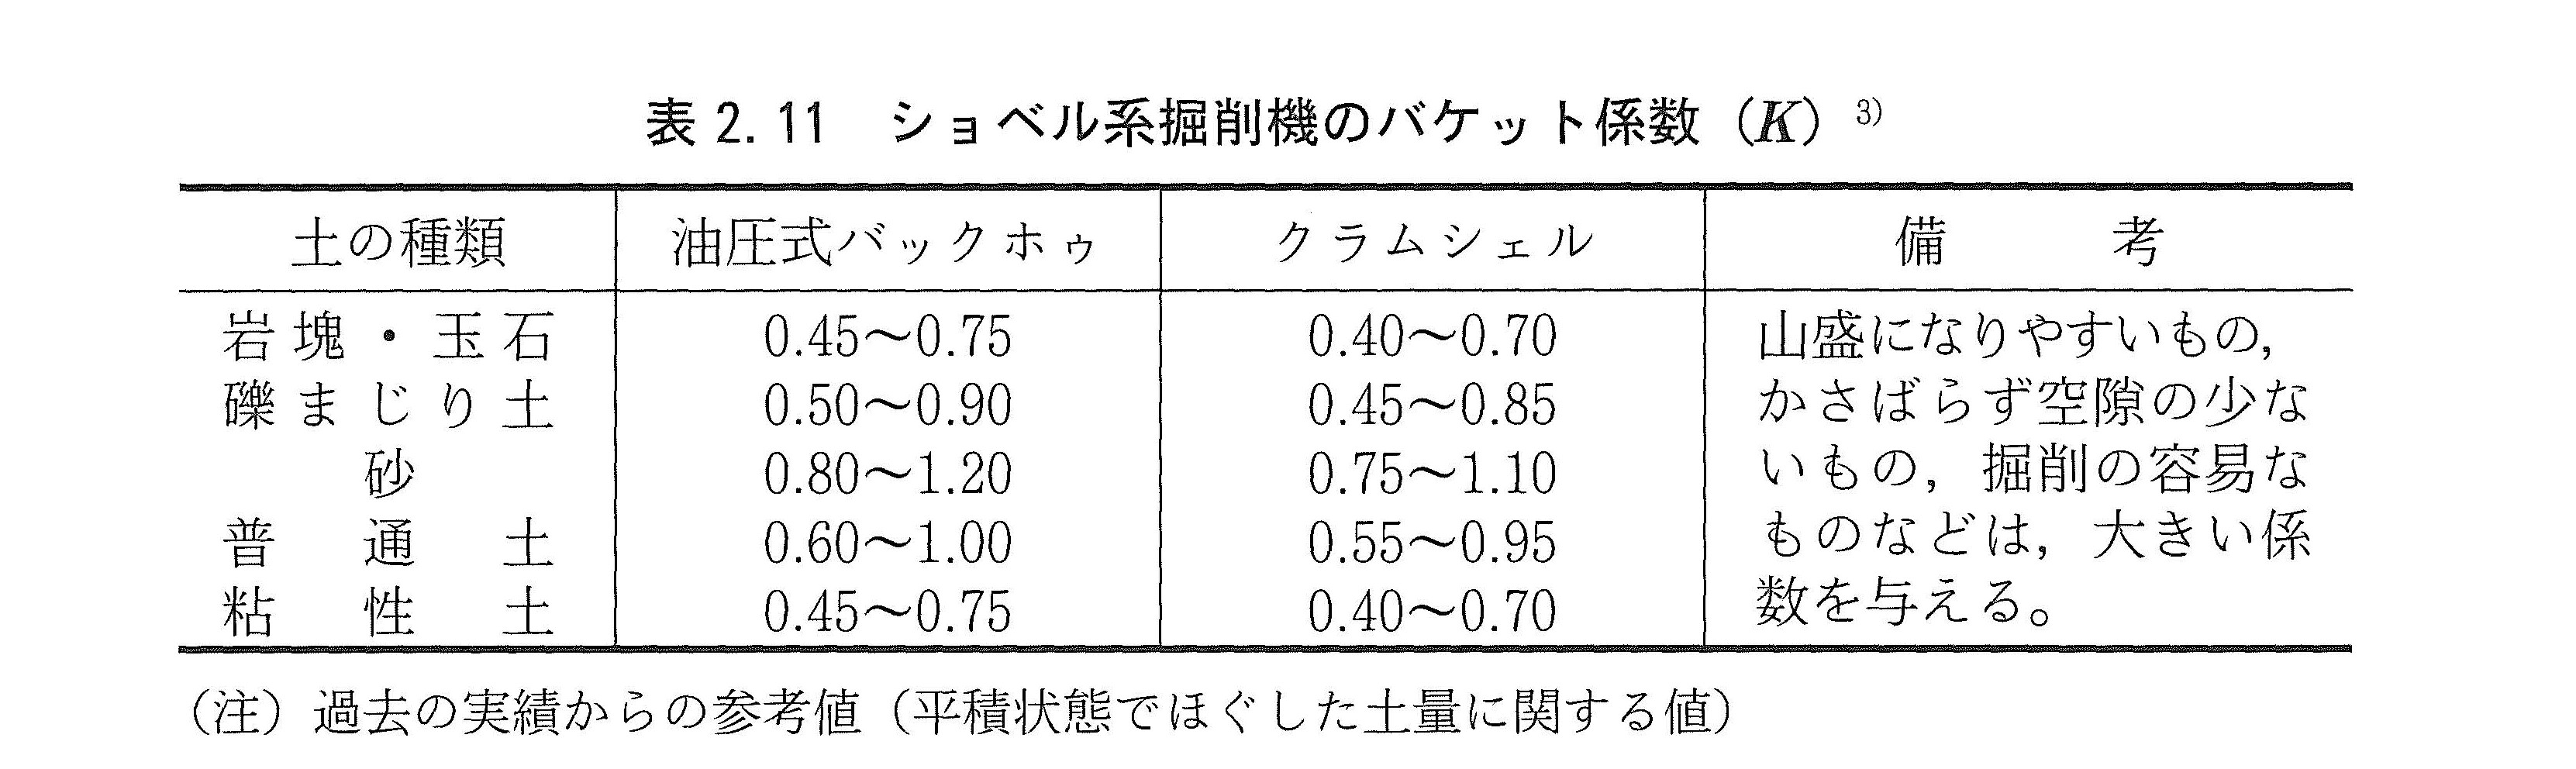 表 2. 11 ショベル系掘削機のバケット係数 (K) 3)
土の種類 油圧式バックホゥ クラムシェル 備考
岩塊・玉石 0.45～0.75 0.40～0.70 山盛になりやすいもの,
礫まじり土 0.50～0.90 0.45～0.85 かさばらず空隙の少な
砂 0.80～1.20 0.75～1.10 いもの, 掘削の容易な
普通土 0.60～1.00 0.55～0.95 ものなどは, 大きい係
粘性土 0.45～0.75 0.40～0.70 数を与える。
(注) 過去の実績からの参考値 (平積状態でほぐした土量に関する値)